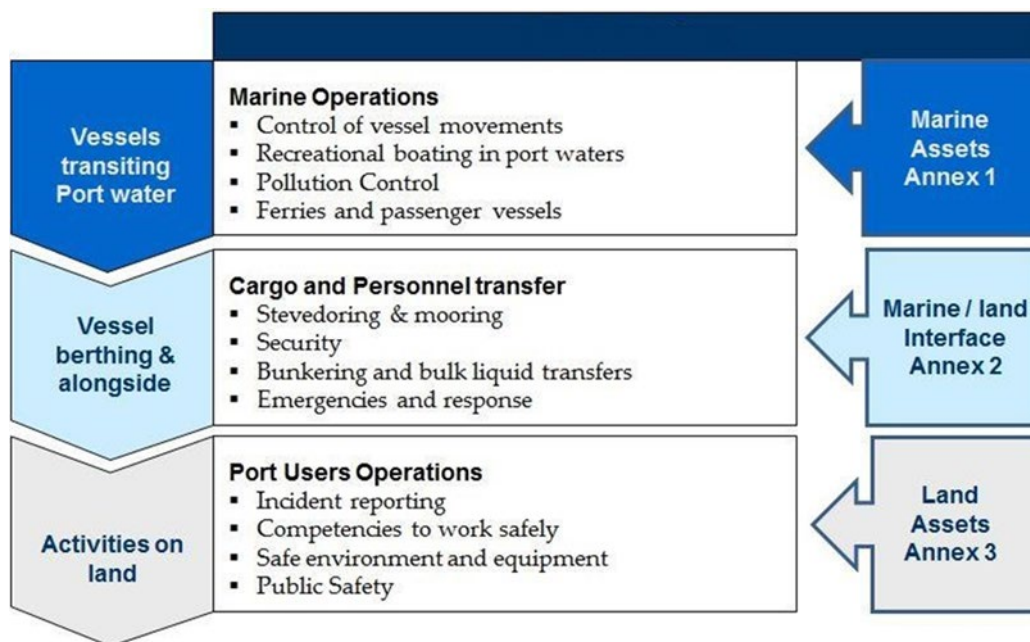 Vessels
transiting
Port water
Marine Operations
▪ Control of vessel movements
▪ Recreational boating in port waters
▪ Pollution Control
▪ Ferries and passenger vessels
Marine
Assets
Annex 1
Vessel
berthing &
alongside
Cargo and Personnel transfer
▪ Stevedoring & mooring
▪ Security
▪ Bunkering and bulk liquid transfers
▪ Emergencies and response
Marine / land
Interface
Annex 2
Activities on
land
Port Users Operations
▪ Incident reporting
▪ Competencies to work safely
▪ Safe environment and equipment
▪ Public Safety
Land
Assets
Annex 3